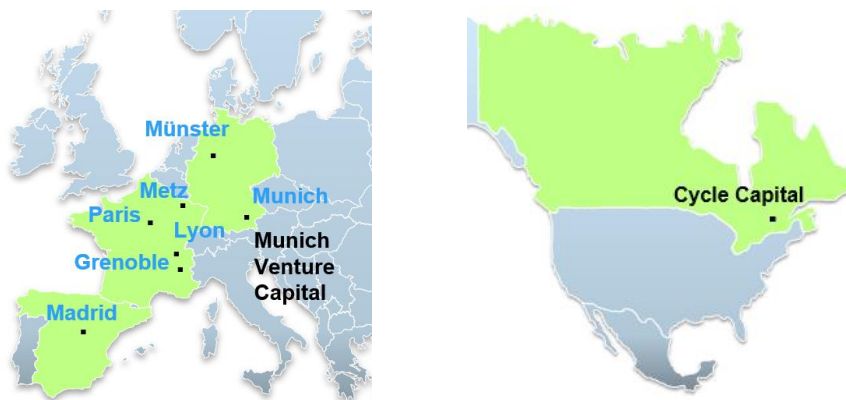 Münster
Metz
Munich
Paris
Lyon
Munich
Venture
Capital
Grenoble
Madrid
Cycle Capital